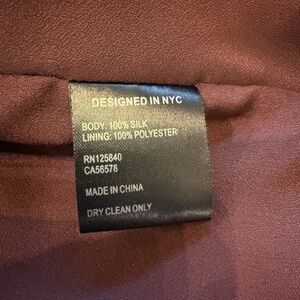 DESIGNED IN NYC
BODY: 100% SILK
LINING: 100% POLYESTER
RN125840
CA56578
MADE IN CHINA
DRY CLEAN ONLY